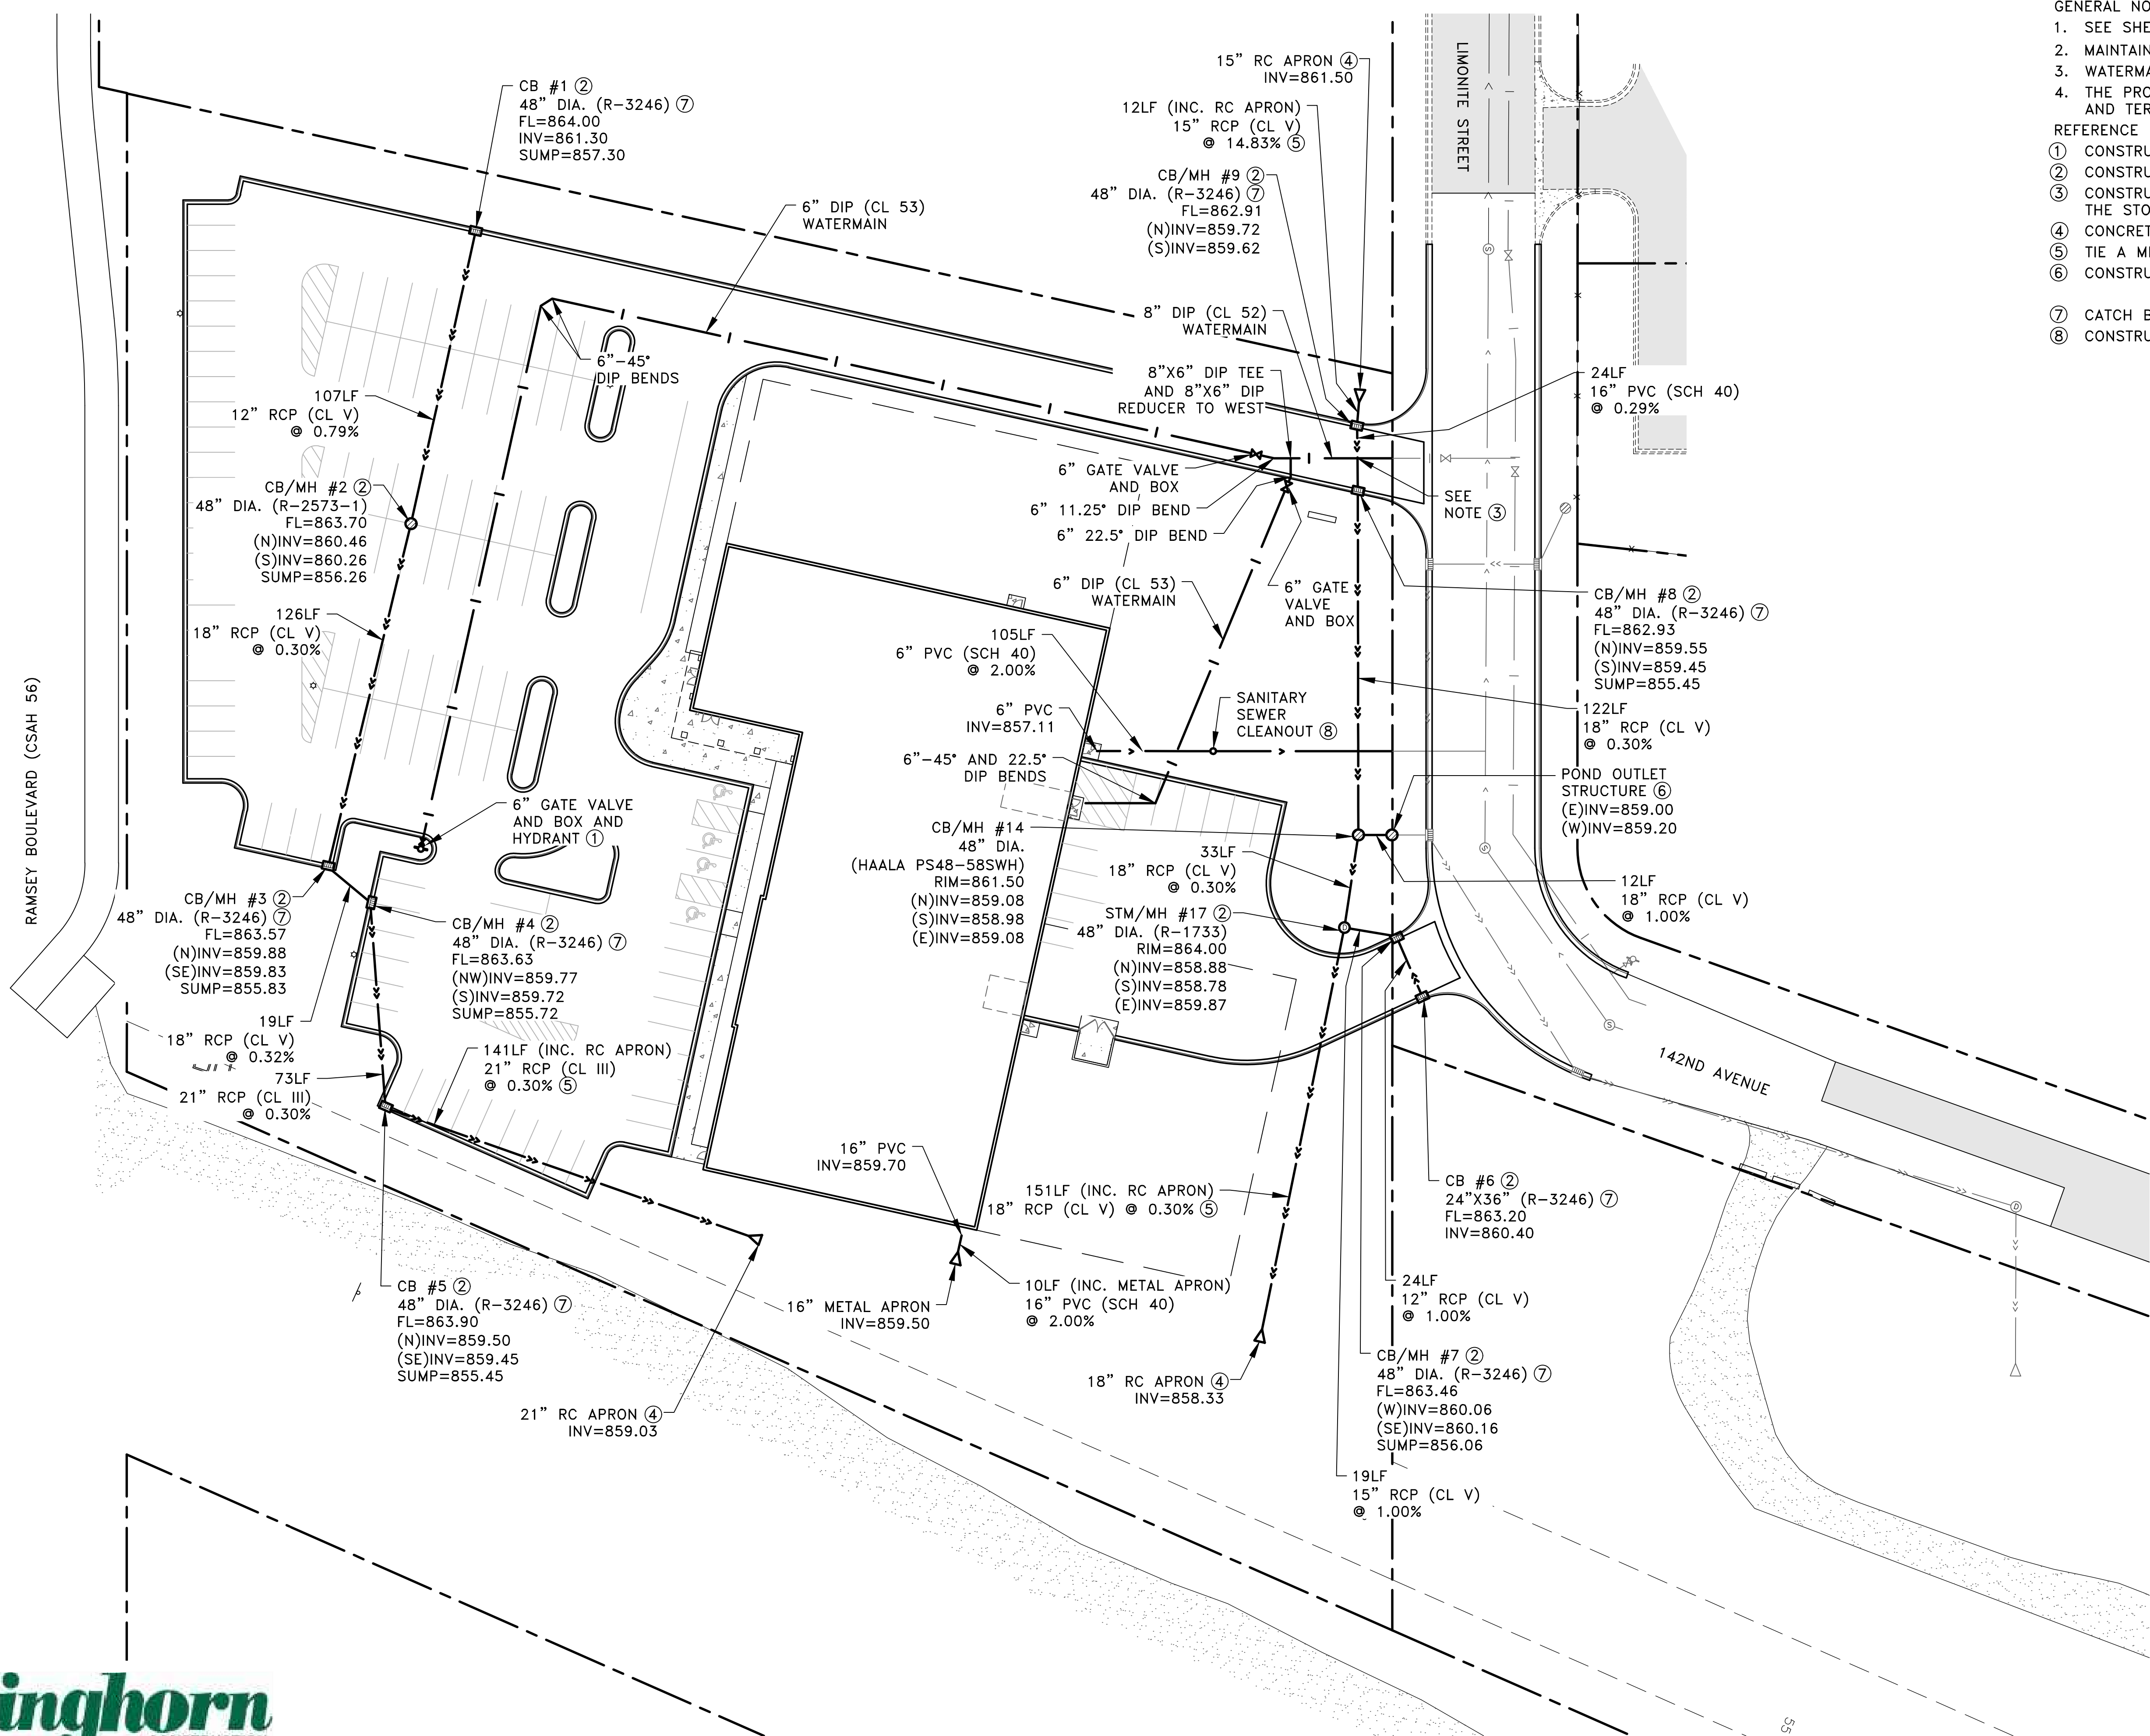 GENERAL NO
1. SEE SHE
2. MAINTAIN
3. WATERMA
4. THE PRO
AND TER
REFERENCE
① CONSTRU
② CONSTRU
③ CONSTRU
THE STO
④ CONCRET
⑤ TIE A M
⑥ CONSTRU
⑦ CATCH B
⑧ CONSTRU
CB #1 ②
48" DIA. (R-3246) ⑦
FL=864.00
INV=861.30
SUMP=857.30
6" DIP (CL 53)
WATERMAIN
15" RC APRON ④
INV=861.50
12LF (INC. RC APRON)
15" RCP (CL V)
@ 14.83% ⑤
CB/MH #9 ②
48" DIA. (R-3246) ⑦
FL=862.91
(N)INV=859.72
(S)INV=859.62
LIMONITE STREET
8" DIP (CL 52)
WATERMAIN
6"-45°
DIP BENDS
8"X6" DIP TEE
AND 8"X6" DIP
REDUCER TO WEST
24LF
16" PVC (SCH 40)
@ 0.29%
107LF
12" RCP (CL V)
@ 0.79%
6" GATE VALVE
AND BOX
SEE
NOTE ③
6" 11.25° DIP BEND
6" 22.5° DIP BEND
CB/MH #2 ②
48" DIA. (R-2573-1)
FL=863.70
(N)INV=860.46
(S)INV=860.26
SUMP=856.26
6" DIP (CL 53)
WATERMAIN
6" GATE
VALVE
AND BOX
CB/MH #8 ②
48" DIA. (R-3246) ⑦
FL=862.93
(N)INV=859.55
(S)INV=859.45
SUMP=855.45
126LF
18" RCP (CL V)
@ 0.30%
105LF
6" PVC (SCH 40)
@ 2.00%
RAMSEY BOULEVARD (CSAH 56)
6" PVC
INV=857.11
SANITARY
SEWER
CLEANOUT ⑧
122LF
18" RCP (CL V)
@ 0.30%
6"-45° AND 22.5°
DIP BENDS
POND OUTLET
STRUCTURE ⑥
(E)INV=859.00
(W)INV=859.20
6" GATE VALVE
AND BOX AND
HYDRANT ①
CB/MH #14
48" DIA.
(HAALA PS48-58SWH)
RIM=861.50
(N)INV=859.08
(S)INV=858.98
(E)INV=859.08
33LF
18" RCP (CL V)
@ 0.30%
12LF
18" RCP (CL V)
@ 1.00%
CB/MH #3 ②
48" DIA. (R-3246) ⑦
FL=863.57
(N)INV=859.88
(SE)INV=859.83
SUMP=855.83
CB/MH #4 ②
48" DIA. (R-3246) ⑦
FL=863.63
(NW)INV=859.77
(S)INV=859.72
SUMP=855.72
STM/MH #17 ②
48" DIA. (R-1733)
RIM=864.00
(N)INV=858.88
(S)INV=858.78
(E)INV=859.87
19LF
18" RCP (CL V)
@ 0.32%
73LF
21" RCP (CL III)
@ 0.30%
141LF (INC. RC APRON)
21" RCP (CL III)
@ 0.30% ⑤
142ND AVENUE
16" PVC
INV=859.70
151LF (INC. RC APRON)
18" RCP (CL V) @ 0.30% ⑤
CB #6 ②
24"X36" (R-3246) ⑦
FL=863.20
INV=860.40
CB #5 ②
48" DIA. (R-3246) ⑦
FL=863.90
(N)INV=859.50
(SE)INV=859.45
SUMP=855.45
16" METAL APRON
INV=859.50
10LF (INC. METAL APRON)
16" PVC (SCH 40)
@ 2.00%
24LF
12" RCP (CL V)
@ 1.00%
21" RC APRON ④
INV=859.03
18" RC APRON ④
INV=858.33
CB/MH #7 ②
48" DIA. (R-3246) ⑦
FL=863.46
(W)INV=860.06
(SE)INV=860.16
SUMP=856.06
19LF
15" RCP (CL V)
@ 1.00%
inghorn
55